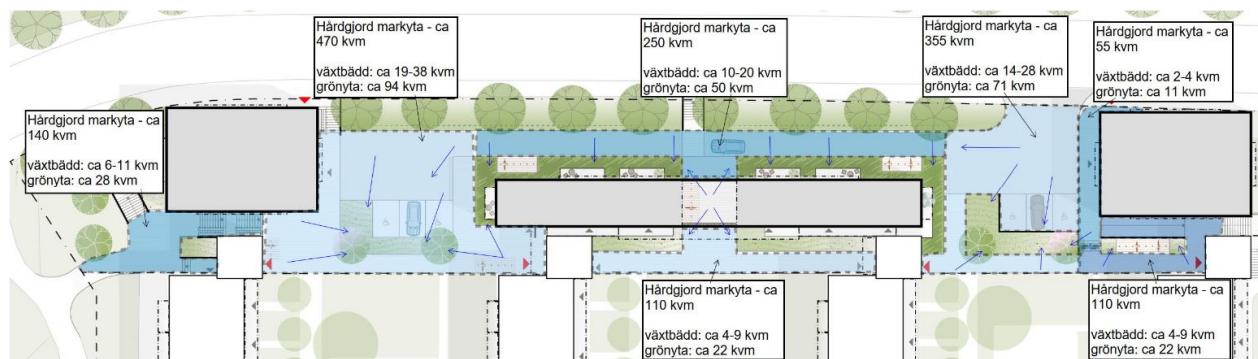 Hårdgjord markyta - ca
140 kvm
växtbädd: ca 6-11 kvm
grönyta: ca 28 kvm
Hårdgjord markyta - ca
470 kvm
växtbädd: ca 19-38 kvm
grönyta: ca 94 kvm
Hårdgjord markyta - ca
250 kvm
växtbädd: ca 10-20 kvm
grönyta: ca 50 kvm
Hårdgjord markyta - ca
355 kvm
växtbädd: ca 14-28 kvm
grönyta: ca 71 kvm
Hårdgjord markyta - ca
55 kvm
växtbädd: ca 2-4 kvm
grönyta: ca 11 kvm
Hårdgjord markyta - ca
110 kvm
växtbädd: ca 4-9 kvm
grönyta: ca 22 kvm
Hårdgjord markyta - ca
110 kvm
växtbädd: ca 4-9 kvm
grönyta: ca 22 kvm